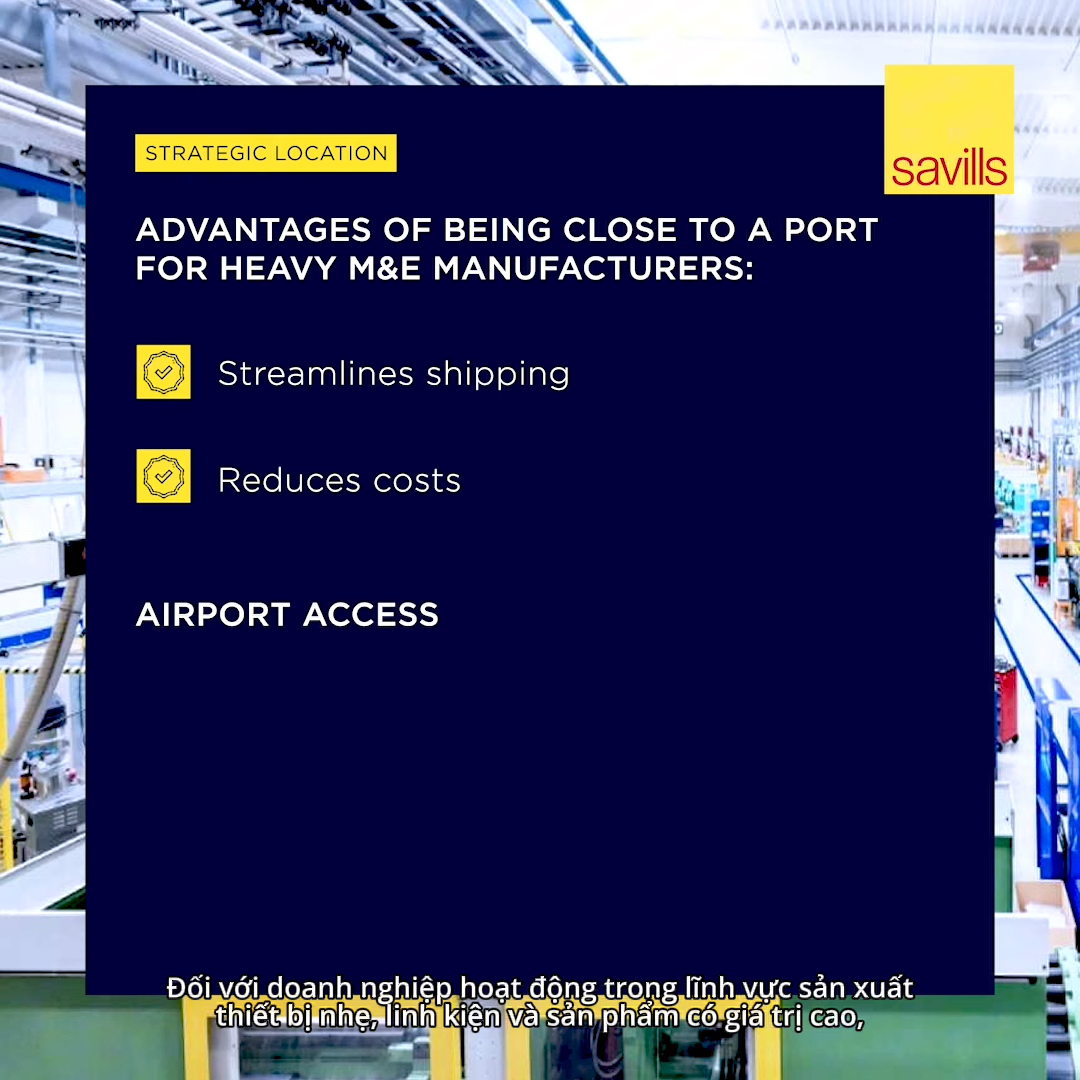 STRATEGIC LOCATION
savills
ADVANTAGES OF BEING CLOSE TO A PORT
FOR HEAVY M&E MANUFACTURERS:
Streamlines shipping
Reduces costs
AIRPORT ACCESS
Đối với doanh nghiệp hoạt động trong lĩnh vực sản xuất
thiết bị nhẹ, linh kiện và sản phẩm có giá trị cao,